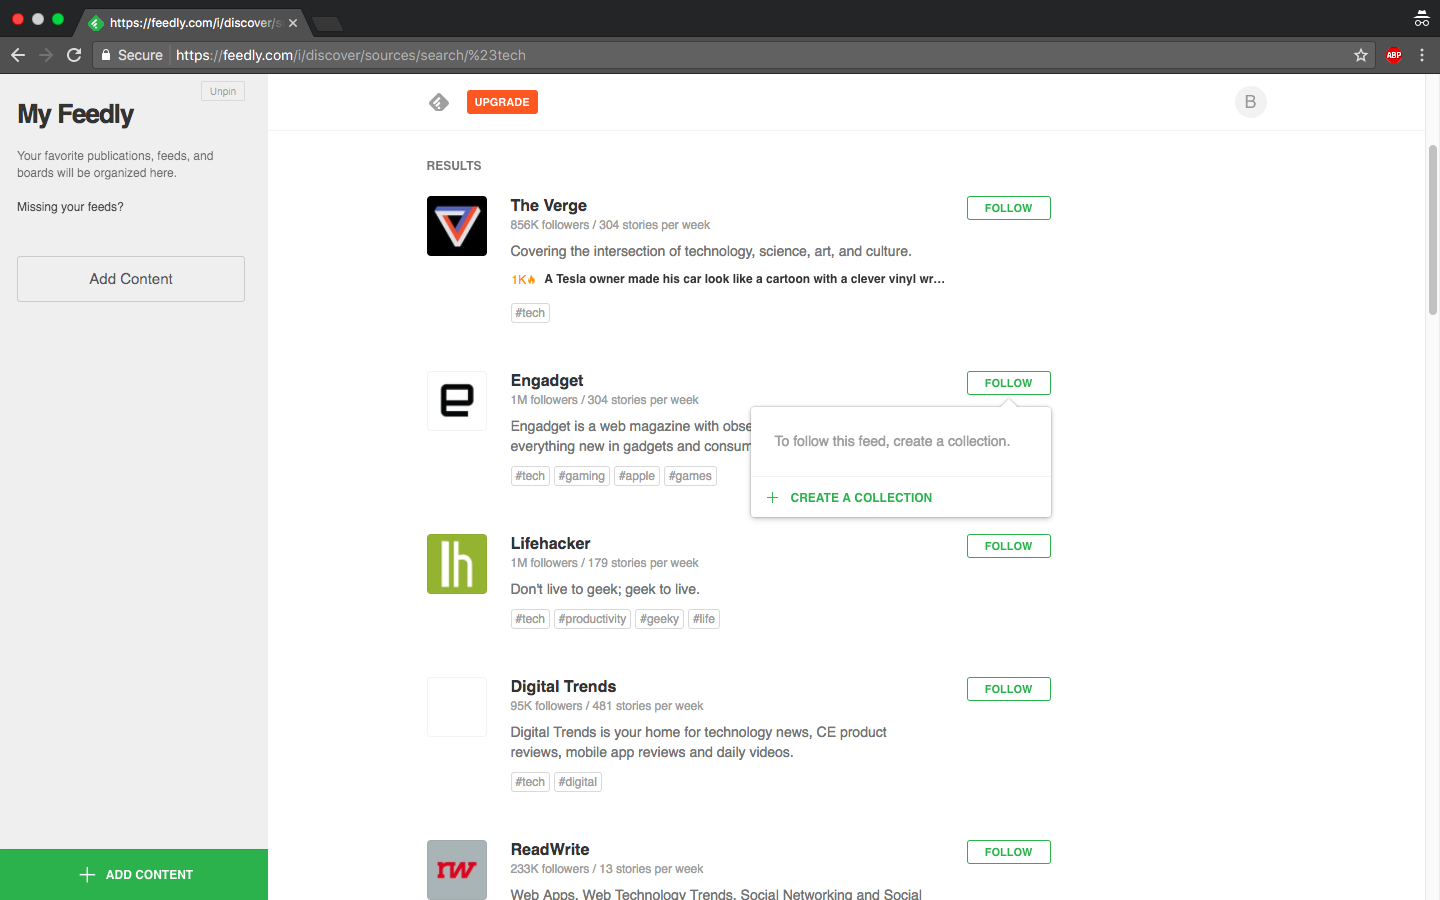 https://feedly.com/i/discover/s
Secure
https://feedly.com/i/discover/sources/search/%23tech
ABP
Unpin
My Feedly
Your favorite publications, feeds, and
boards will be organized here.
Missing your feeds?
Add Content
ADD CONTENT
UPGRADE
B
RESULTS
The Verge
856K followers / 304 stories per week
Covering the intersection of technology, science, art, and culture.
1K A Tesla owner made his car look like a cartoon with a clever vinyl wr...
#tech
FOLLOW
Engadget
1M followers / 304 stories per week
Engadget is a web magazine with obse
everything new in gadgets and consum
#tech #gaming #apple #games
FOLLOW
To follow this feed, create a collection.
CREATE A COLLECTION
lh
Lifehacker
1M followers / 179 stories per week
Don't live to geek; geek to live.
#tech #productivity #geeky #life
FOLLOW
Digital Trends
95K followers / 481 stories per week
Digital Trends is your home for technology news, CE product
reviews, mobile app reviews and daily videos.
#tech #digital
FOLLOW
rw
ReadWrite
233K followers / 13 stories per week
Web Apps, Web Technology Trends, Social Networking and Social
FOLLOW